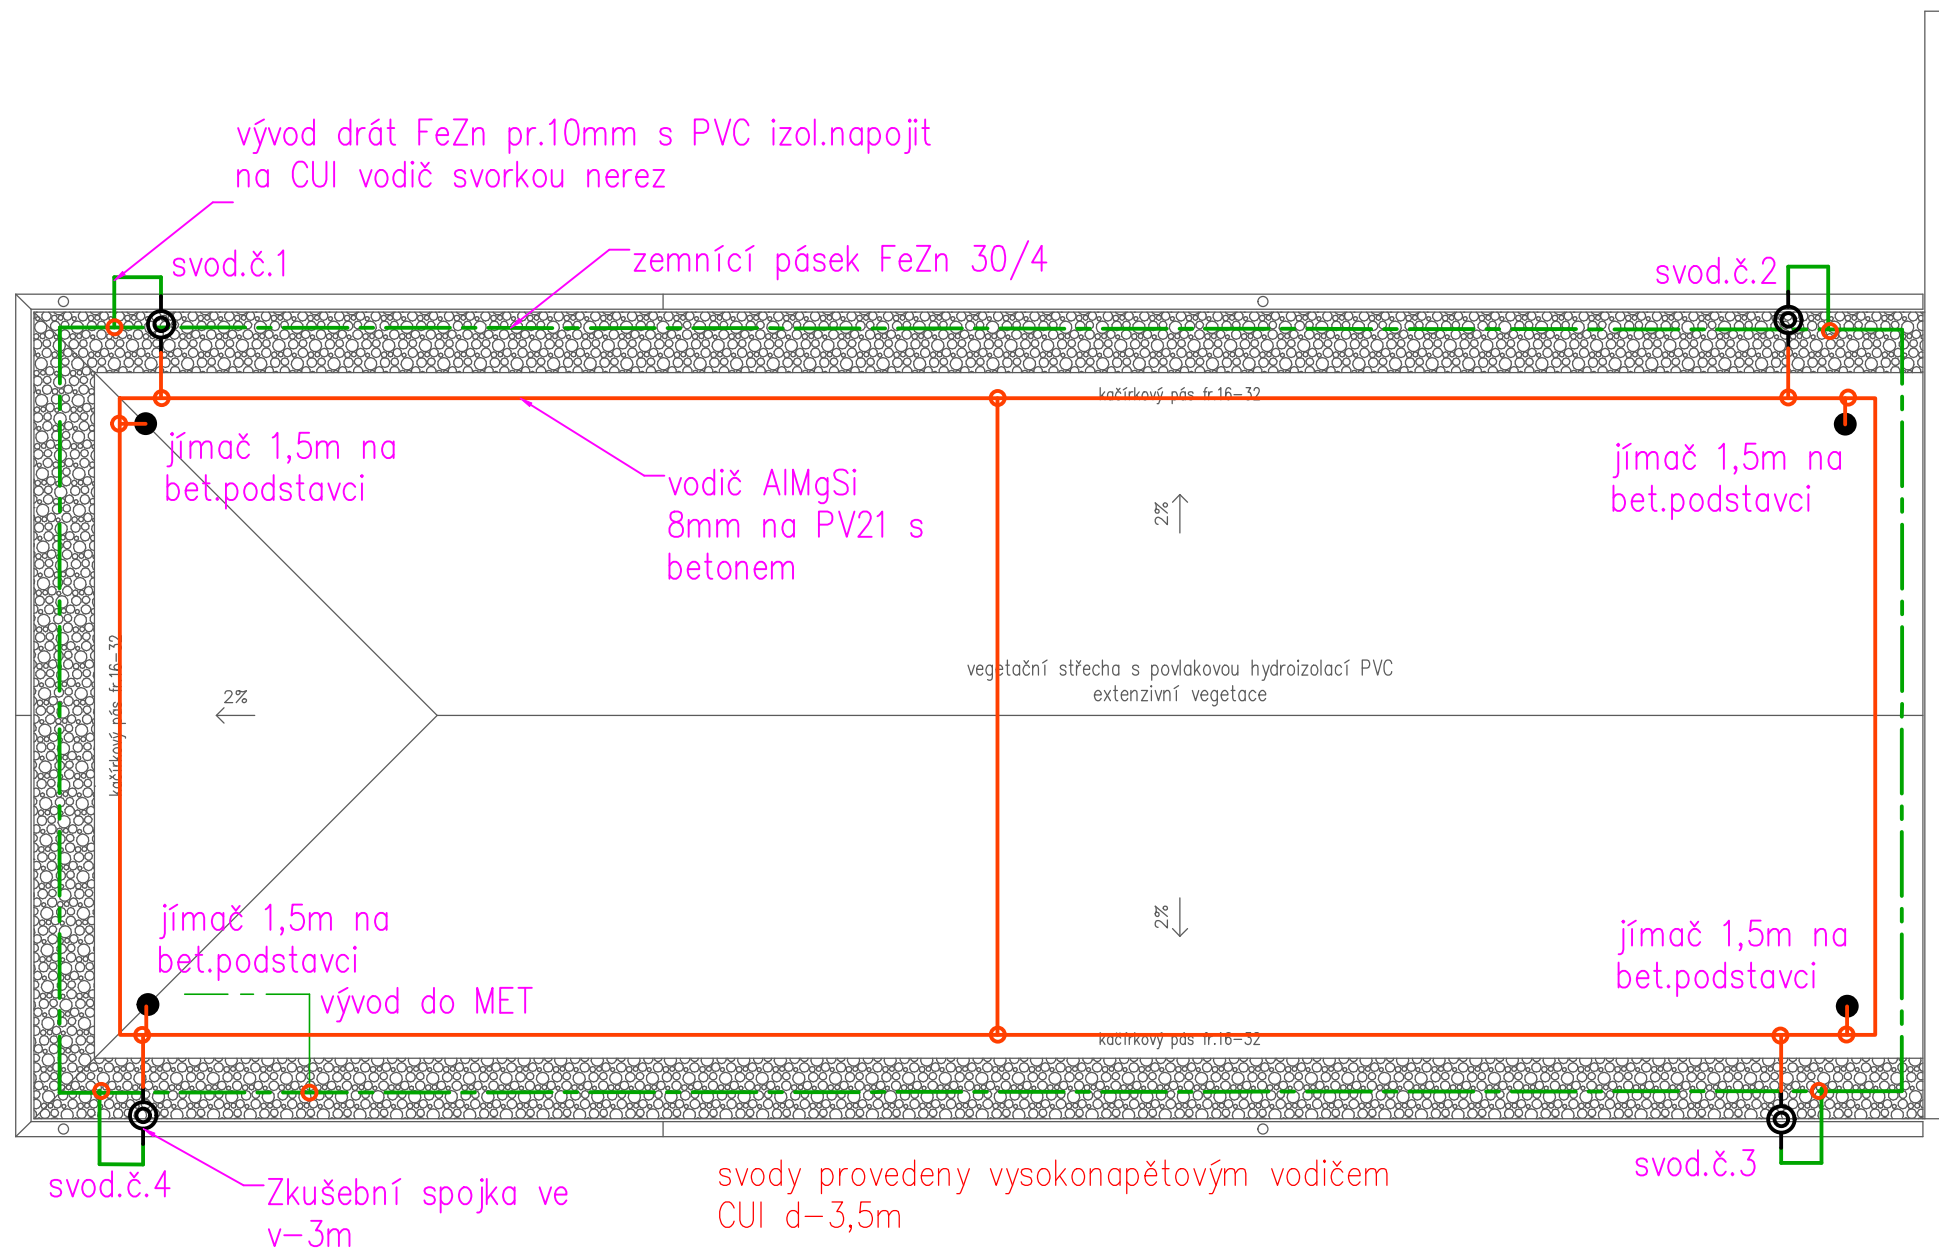 vývod drát FeZn pr.10mm s PVC izol.napojit
na CUI vodič svorkou nerez
svod.č.1
zemnící pásek FeZn 30/4
svod.č.2
kačírkový pás fr.16-32
jímač 1,5m na
bet.podstavci
vodič AlMgSi
8mm na PV21 s
betonem
2%
jímač 1,5m na
bet.podstavci
kačírkový pás fr.16-32
2%
vegetační střecha s povlakovou hydroizolací PVC
extenzivní vegetace
jímač 1,5m na
bet.podstavci
vývod do MET
2%
jímač 1,5m na
bet.podstavci
kačírkový pás fr.16-32
svod.č.4
Zkušební spojka ve
v-3m
svody provedeny vysokonapětovým vodičem
CUI d-3,5m
svod.č.3